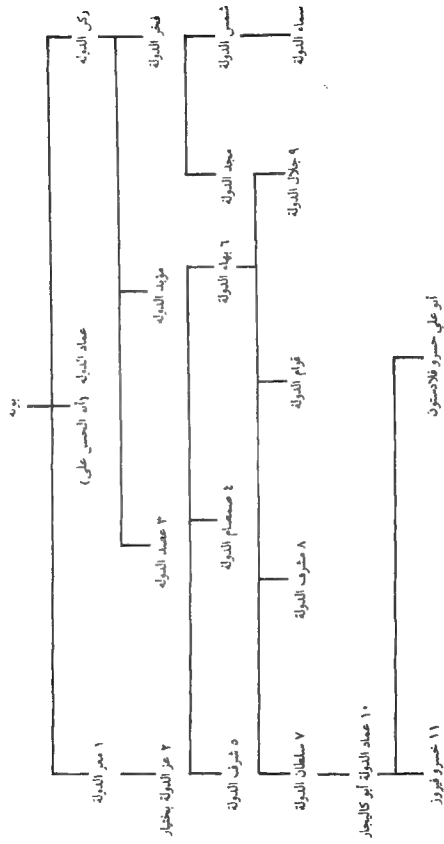 بويه
ركن الدولة
عماد الدولة (أبو الحسن علي)
١ معز الدولة
فخر الدولة
مؤيد الدولة
٣ عضد الدولة
٢ عز الدولة بختيار
شمس الدولة
مجد الدولة
٦ بهاء الدولة
٤ صمصام الدولة
٥ شرف الدولة
سماء الدولة
٩ جلال الدولة
قوام الدولة
٨ مشرف الدولة
٧ سلطان الدولة
١٠ عماد الدولة أبو كاليجار
أبو علي خسرو فلادستون
١١ خسرو فيروز